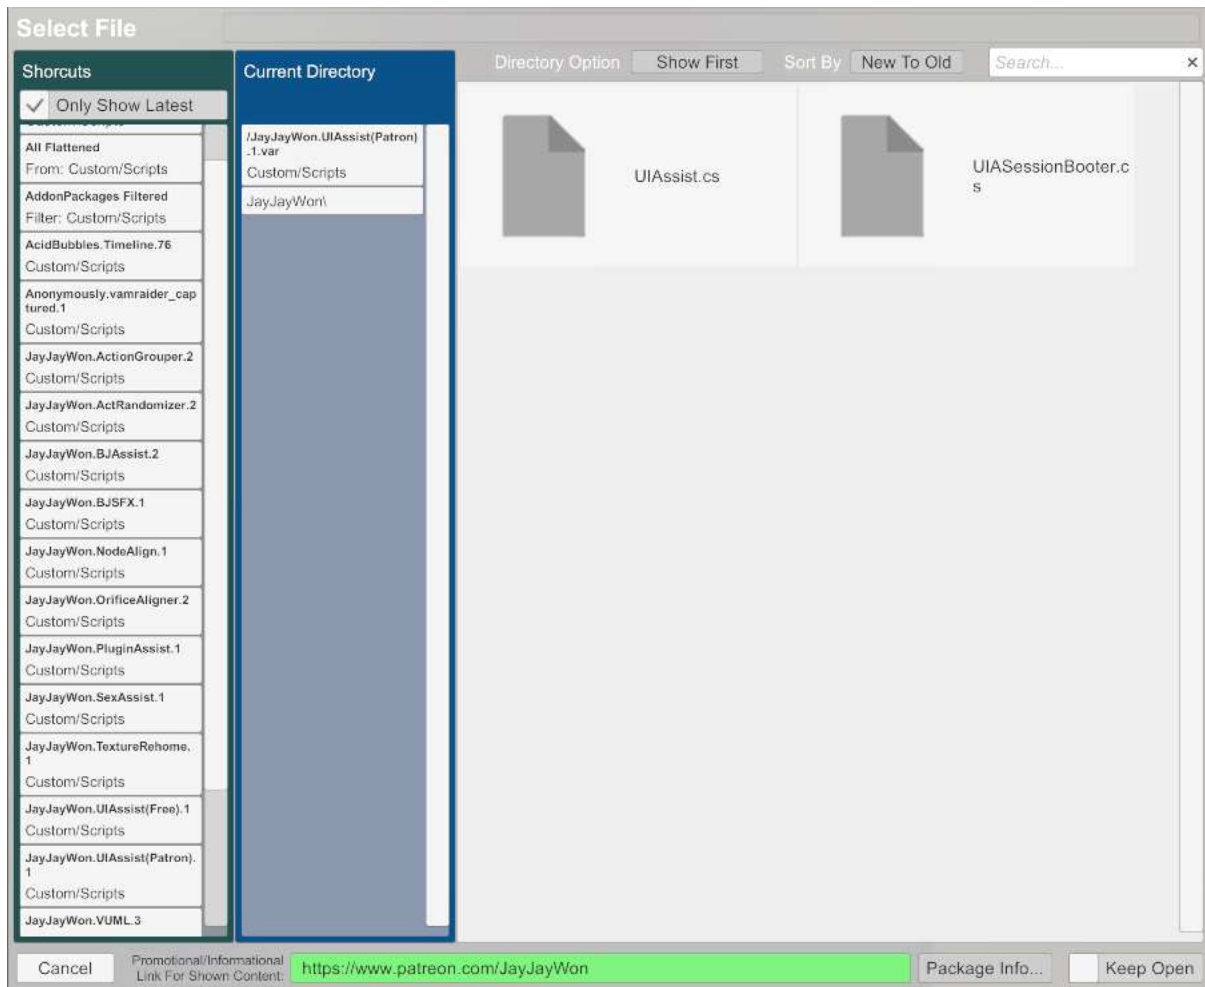 Select File
Shorcuts
Only Show Latest
All Flattened
From: Custom/Scripts
AddonPackages Filtered
Filter: Custom/Scripts
AcidBubbles.Timeline.76
Custom/Scripts
Anonymously.vamraider_cap
tured.1
Custom/Scripts
JayJayWon.ActionGrouper.2
Custom/Scripts
JayJayWon.ActRandomizer.2
Custom/Scripts
JayJayWon.BJAssist.2
Custom/Scripts
JayJayWon.BJSFX.1
Custom/Scripts
JayJayWon.NodeAlign.1
Custom/Scripts
JayJayWon.OrificeAligner.2
Custom/Scripts
JayJayWon.PluginAssist.1
Custom/Scripts
JayJayWon.SexAssist.1
Custom/Scripts
JayJayWon.TextureRehome.
1
Custom/Scripts
JayJayWon.UIAssist(Free).1
Custom/Scripts
JayJayWon.UIAssist(Patron).
1
Custom/Scripts
JayJayWon.VUML.3
Current Directory
/JayJayWon.UIAssist(Patron)
.1.var
Custom/Scripts
JayJayWon\
Directory Option Show First Sort By New To Old Search... ×
UIAssist.cs
UIASessionBooter.c
s
Cancel
Promotional/Informational
Link For Shown Content:
https://www.patreon.com/JayJayWon
Package Info...
Keep Open